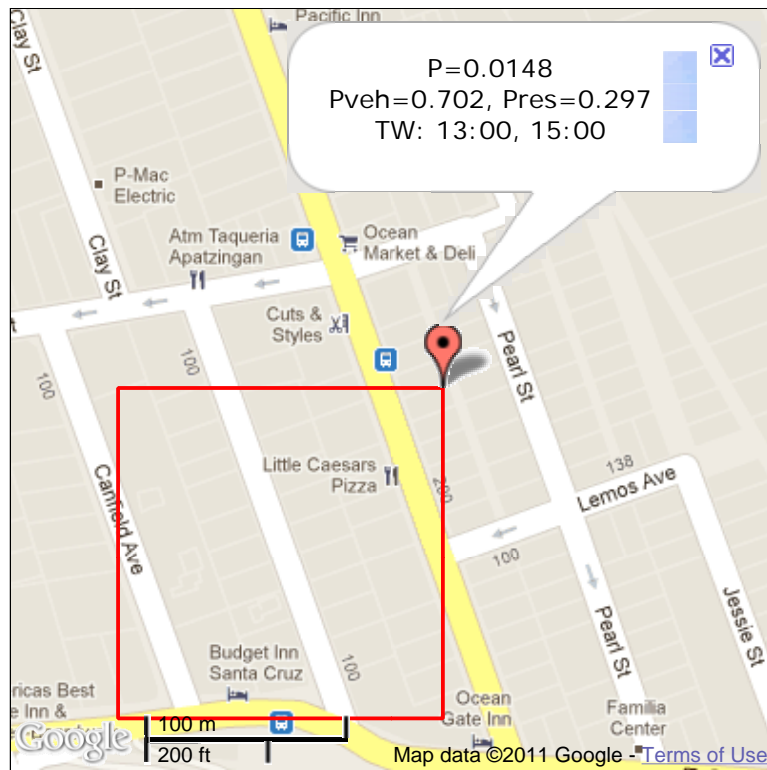 Pacific Inn
Clay St
P=0.0148
Pveh=0.702, Pres=0.297
TW: 13:00, 15:00
P-Mac
Electric
Clay St
Atm Taqueria
Apatzingan
Ocean
Market & Deli
Cuts &
Styles
Pearl St
100
100
Little Caesars
Pizza
200
138
Lemos Ave
Canfield Ave
100
Pearl St
Jessie St
Budget Inn
Santa Cruz
100
ricas Best
e Inn &
Ocean
Gate Inn
Familia
Center
Google
100 m
200 ft
Map data ©2011 Google - Terms of Use